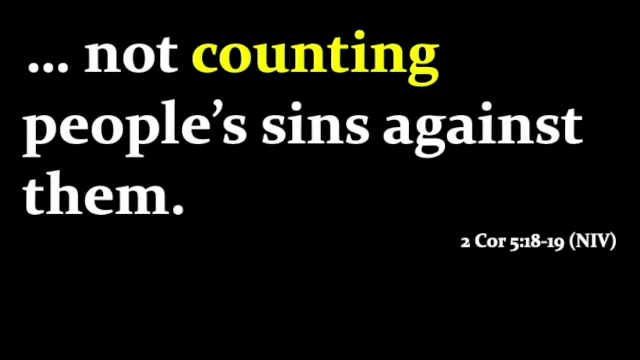 ... not counting
people’s sins against
them.
2 Cor 5:18-19 (NIV)